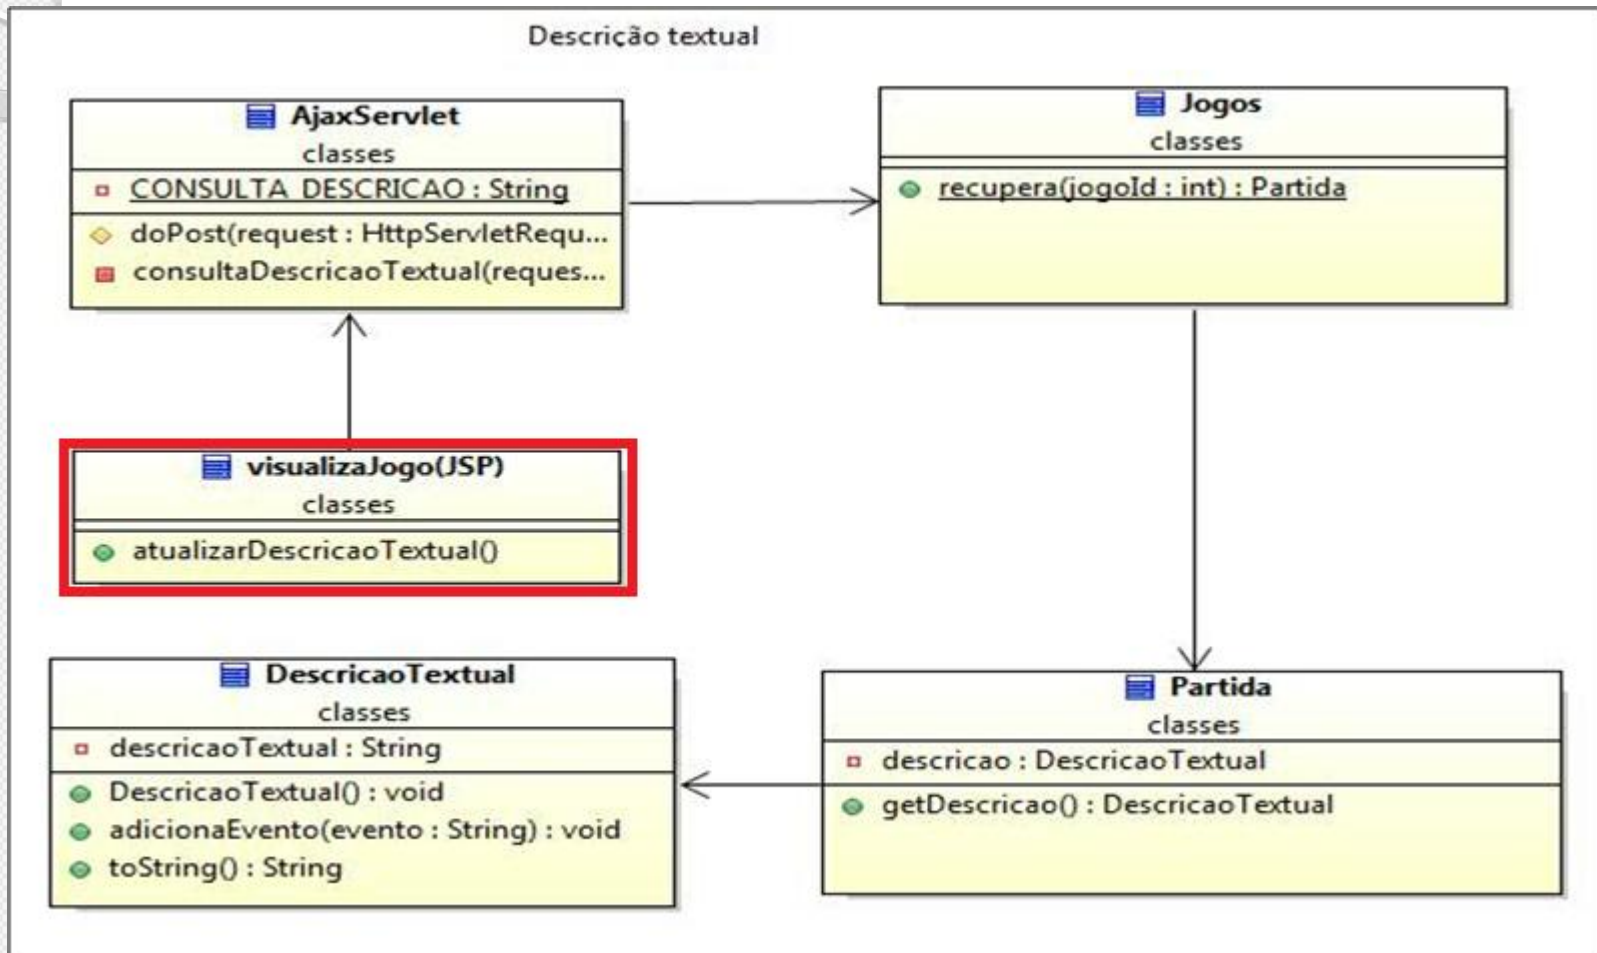 Descrição textual
AjaxServlet
classes
CONSULTA_DESCRICAO : String
doPost(request : HttpServletRequ...
consultaDescricaoTextual(reques...
Jogos
classes
recupera(jogoId : int) : Partida
visualizaJogo(JSP)
classes
atualizarDescricaoTextual()
DescricaoTextual
classes
descricaoTextual : String
DescricaoTextual() : void
adicionaEvento(evento : String) : void
toString() : String
Partida
classes
descricao : DescricaoTextual
getDescricao() : DescricaoTextual